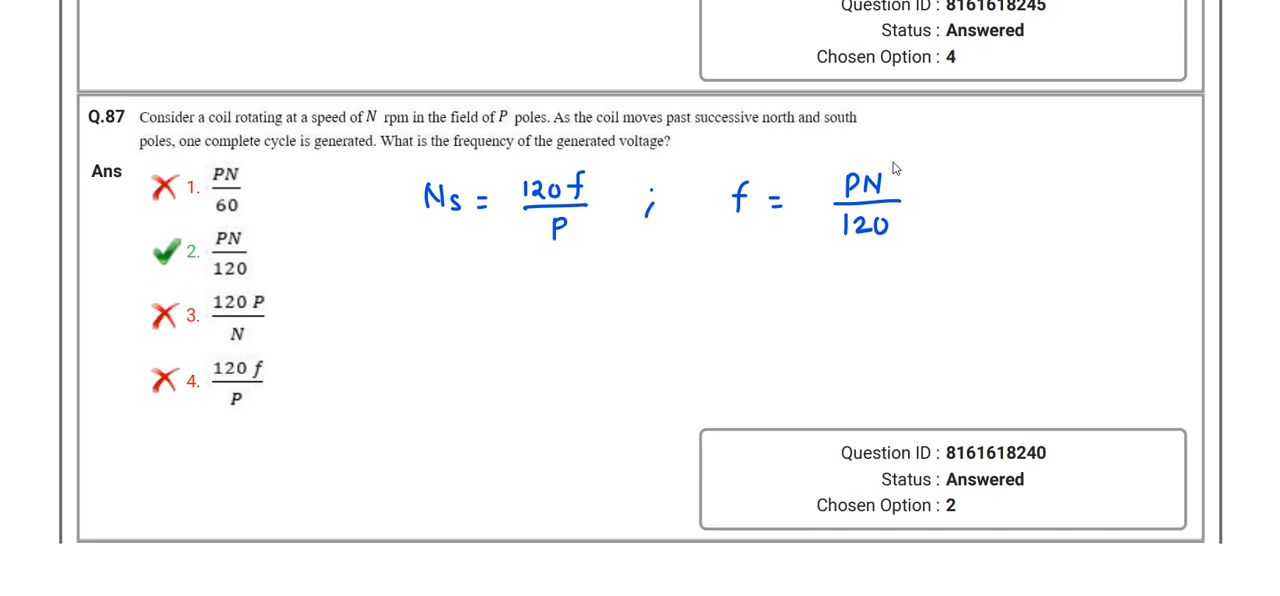 Question ID : 8161618245
Status : Answered
Chosen Option : 4
Q.87 Consider a coil rotating at a speed of N rpm in the field of P poles. As the coil moves past successive north and south
poles, one complete cycle is generated. What is the frequency of the generated voltage?
Ans
1. PN/60
Ns = 120f/P ; f = PN/120
2. PN/120
3. 120 P/N
4. 120 f/P
Question ID : 8161618240
Status : Answered
Chosen Option : 2